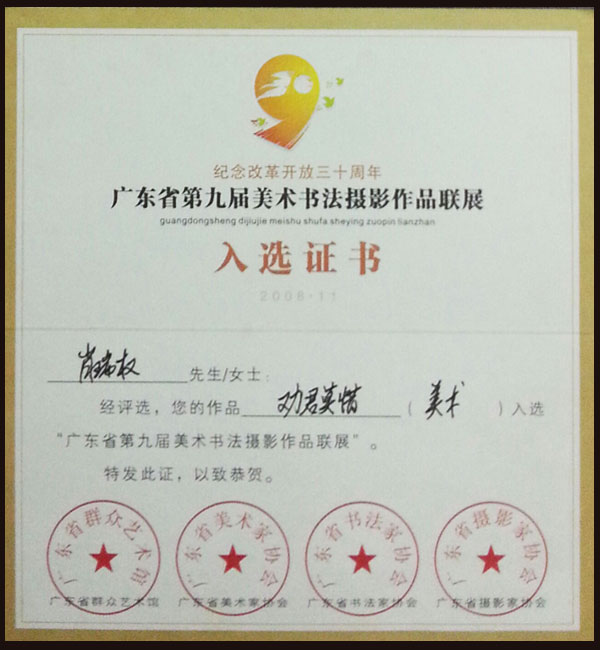 纪念改革开放三十周年
广东省第九届美术书法摄影作品联展
guangdongsheng dijiujie meishu shufa sheying zuopin lianzhan
入选证书
2008·11
肖瑞权 先生/女士：
经评选，您的作品 劝君莫惜 （ 美术 ）入选
“广东省第九届美术书法摄影作品联展”。
特发此证，以致恭贺。
广东省群众艺术馆 广东省美术家协会 广东省书法家协会 广东省摄影家协会
广东省群众艺术馆 广东省美术家协会 广东省书法家协会 广东省摄影家协会